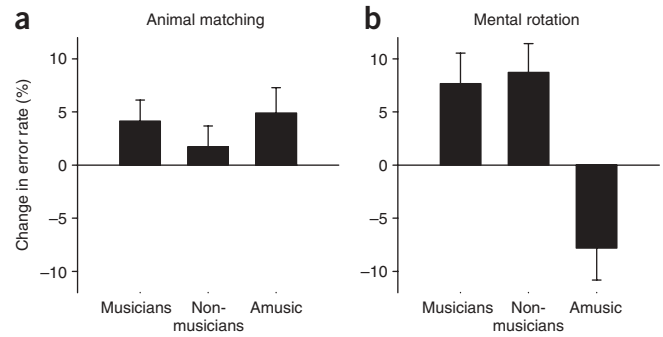 a
Animal matching
Change in error rate (%)
10
5
0
−5
−10
Musicians
Non-
musicians
Amusic
b
Mental rotation
10
5
0
−5
−10
Musicians
Non-
musicians
Amusic